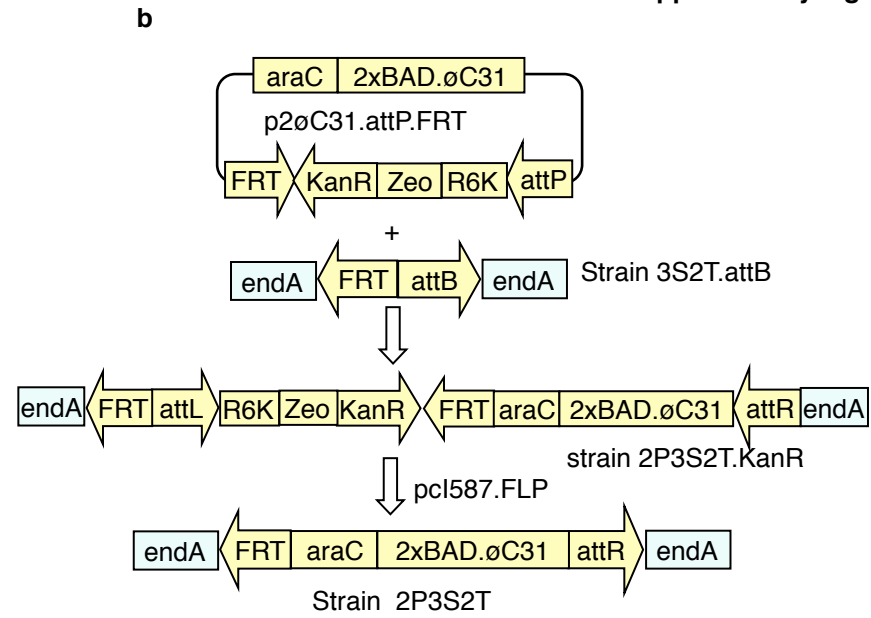 b
araC 2xBAD.øC31
p2øC31.attP.FRT
FRT KanR Zeo R6K attP
+
endA FRT attB endA Strain 3S2T.attB
endA FRT attL R6K Zeo KanR FRT araC 2xBAD.øC31 attR endA
strain 2P3S2T.KanR
pcI587.FLP
endA FRT araC 2xBAD.øC31 attR endA
Strain 2P3S2T